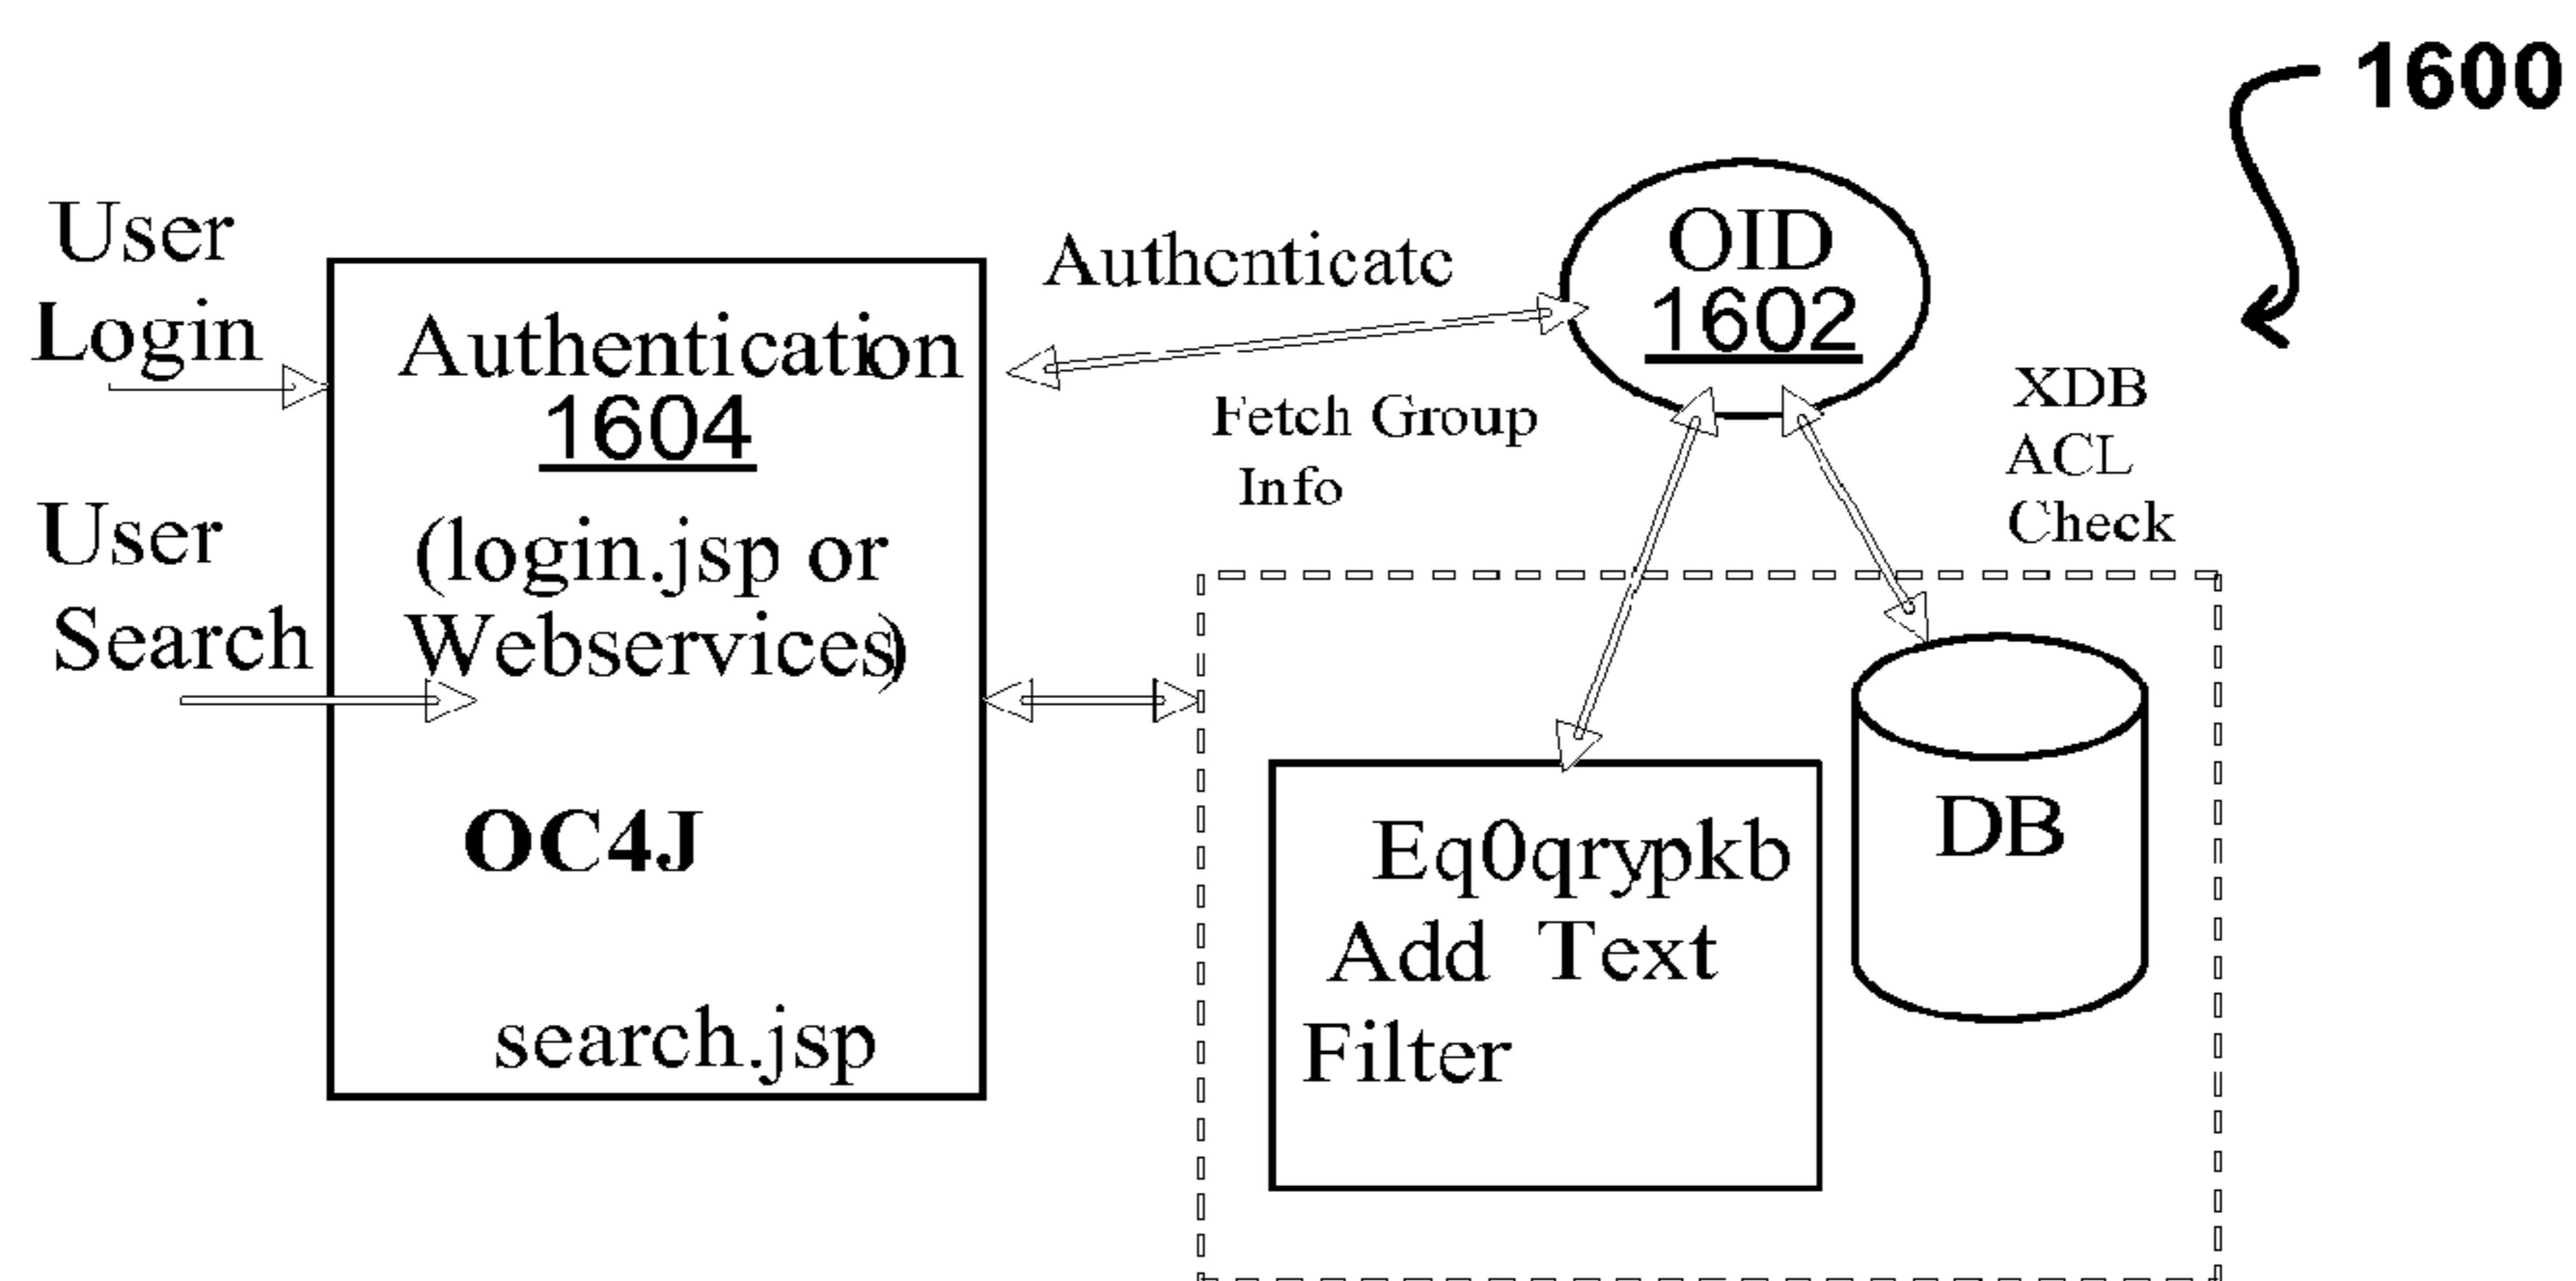 1600
User
Login
User
Search
Authentication
1604
(login.jsp or
Webservices)
OC4J
search.jsp
Authenticate
OID
1602
Fetch Group
Info
XDB
ACL
Check
Eq0qrypkb
Add Text
Filter
DB